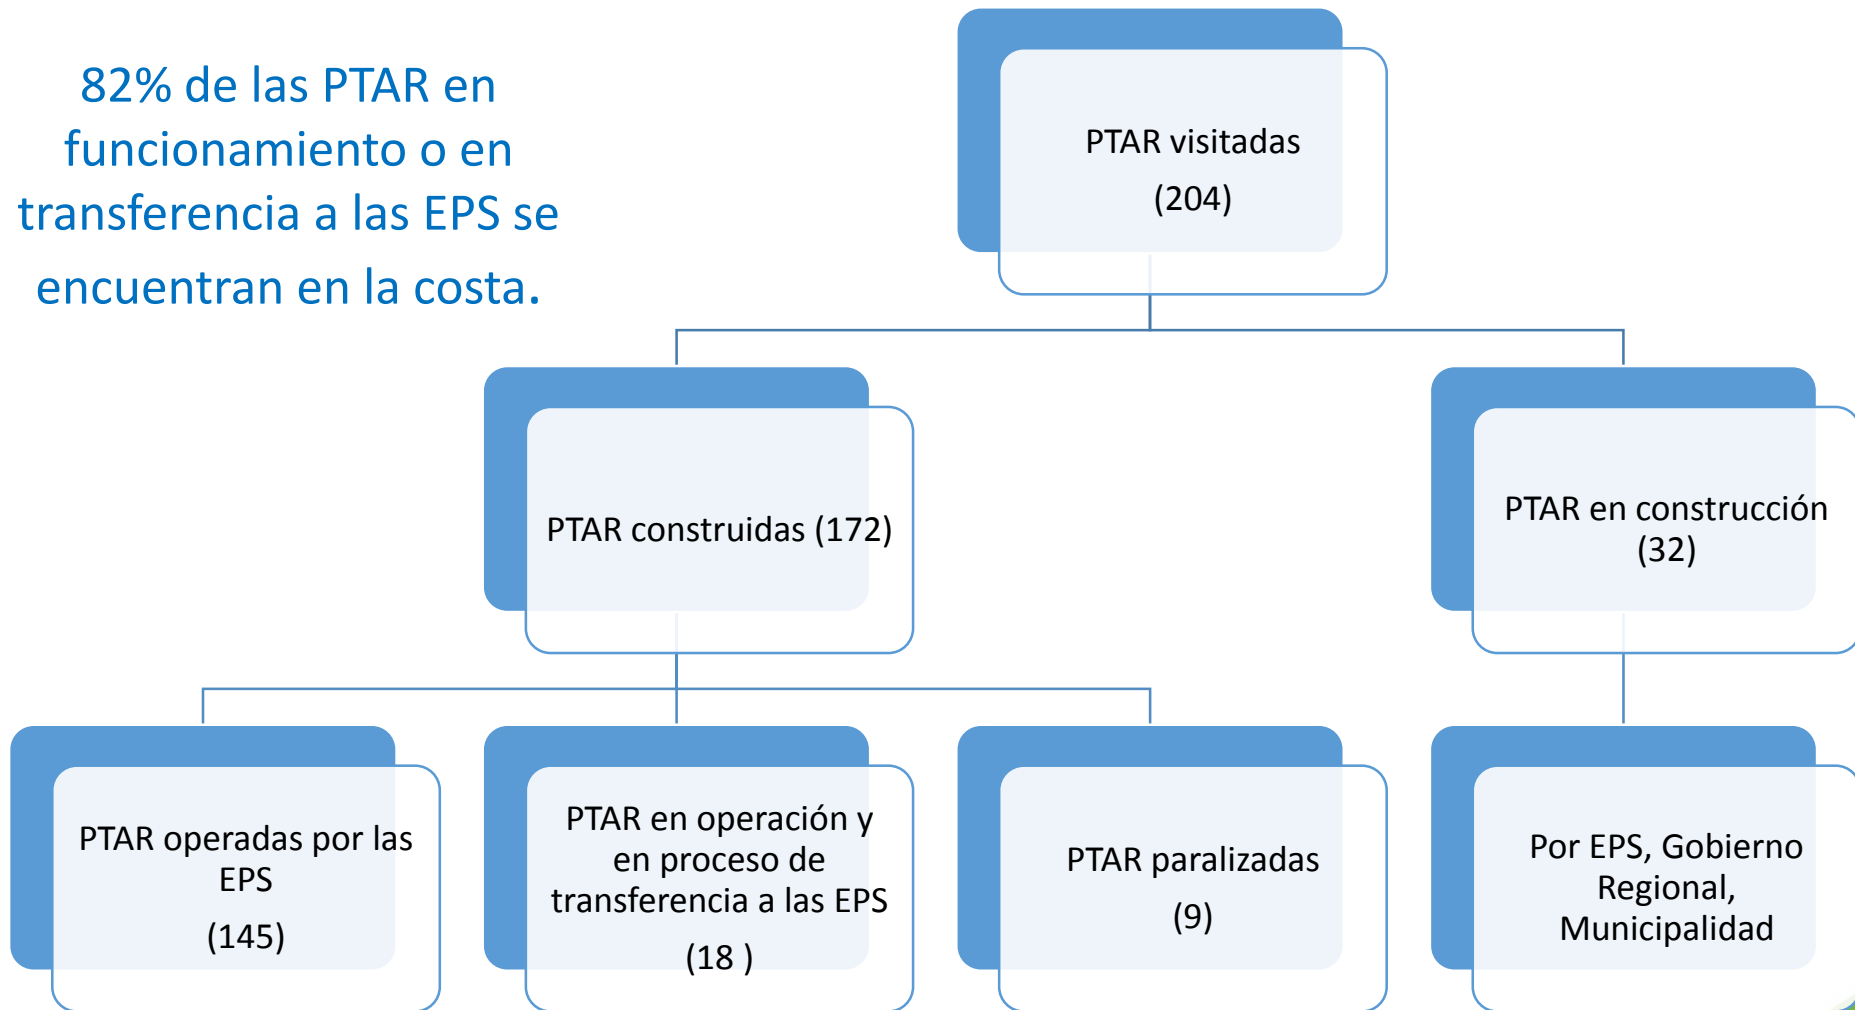 82% de las PTAR en
funcionamiento o en
transferencia a las EPS se
encuentran en la costa.
PTAR visitadas
(204)
PTAR construidas (172)
PTAR en construcción
(32)
PTAR operadas por las
EPS
(145)
PTAR en operación y
en proceso de
transferencia a las EPS
(18 )
PTAR paralizadas
(9)
Por EPS, Gobierno
Regional,
Municipalidad